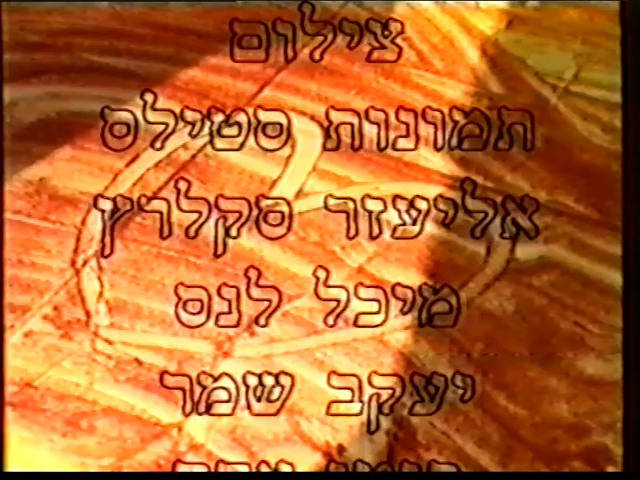 צילום
תמונות סטילס
אליעזר סקלרץ
מיכל לנס
יעקב שמר